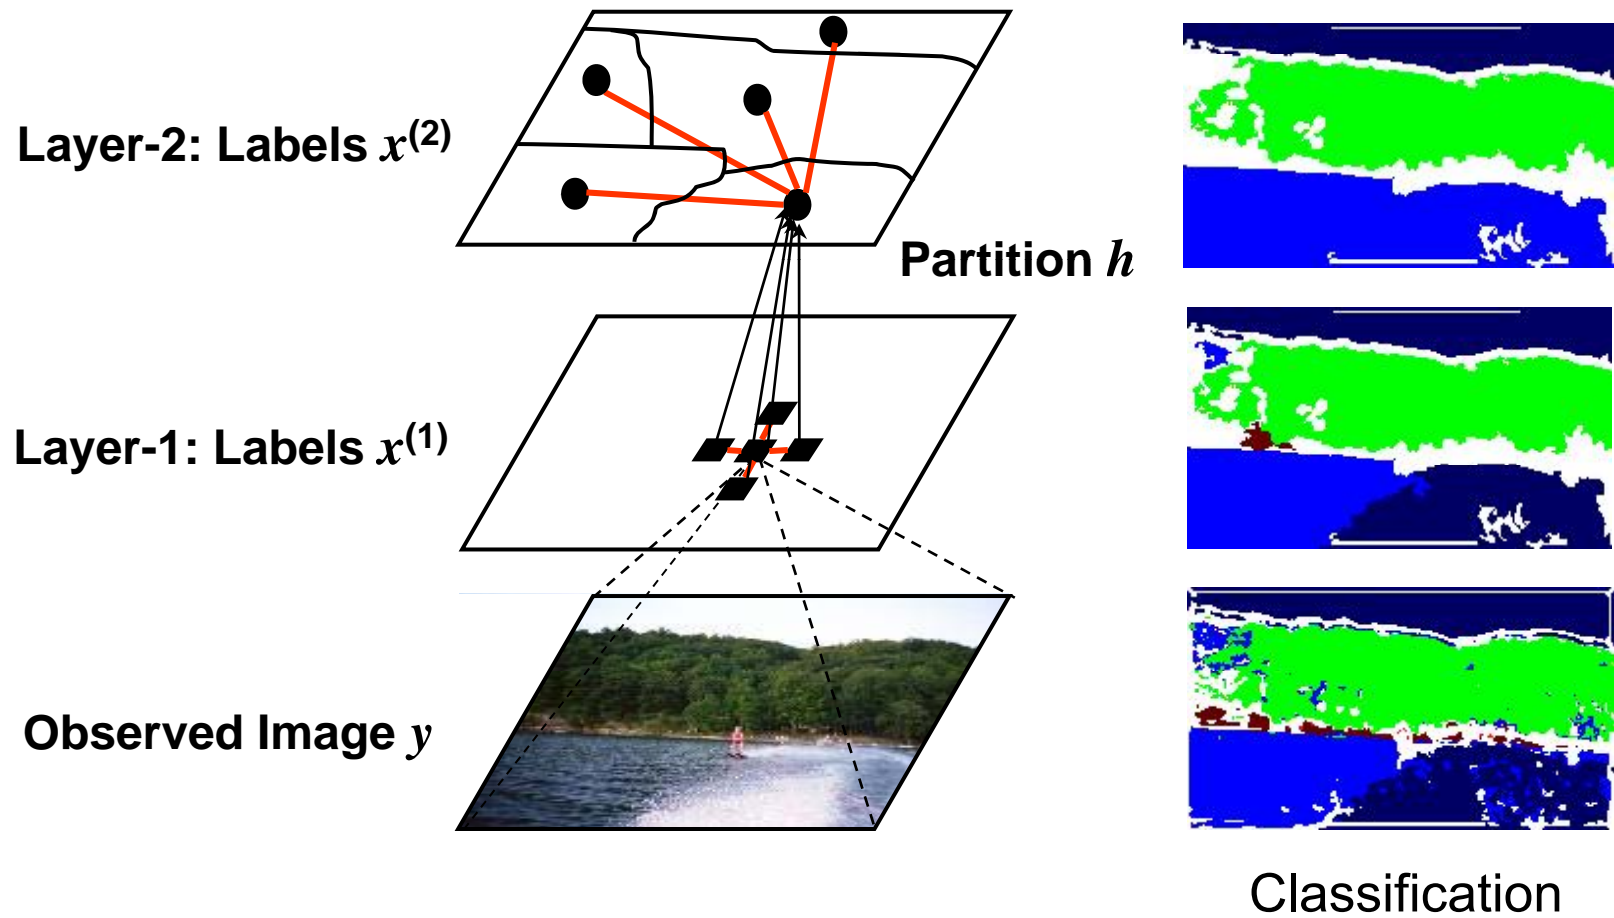 Layer-2: Labels x^(2)
Partition h
Layer-1: Labels x^(1)
Observed Image y
Classification